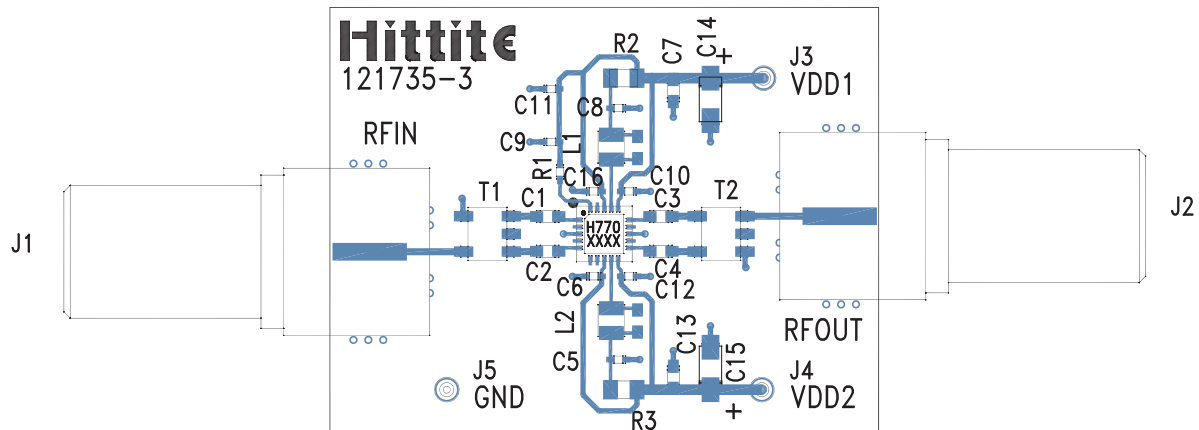 Hittite
121735-3
R2
C7
C14
+
J3
VDD1
C11
C8
RFIN
C9
L1
R1
C16
C10
T1
C1
C3
T2
J1
J2
H770
XXXX
C2
C4
C6
C12
L2
C13
RFOUT
C5
C15
J5
GND
J4
VDD2
+
R3